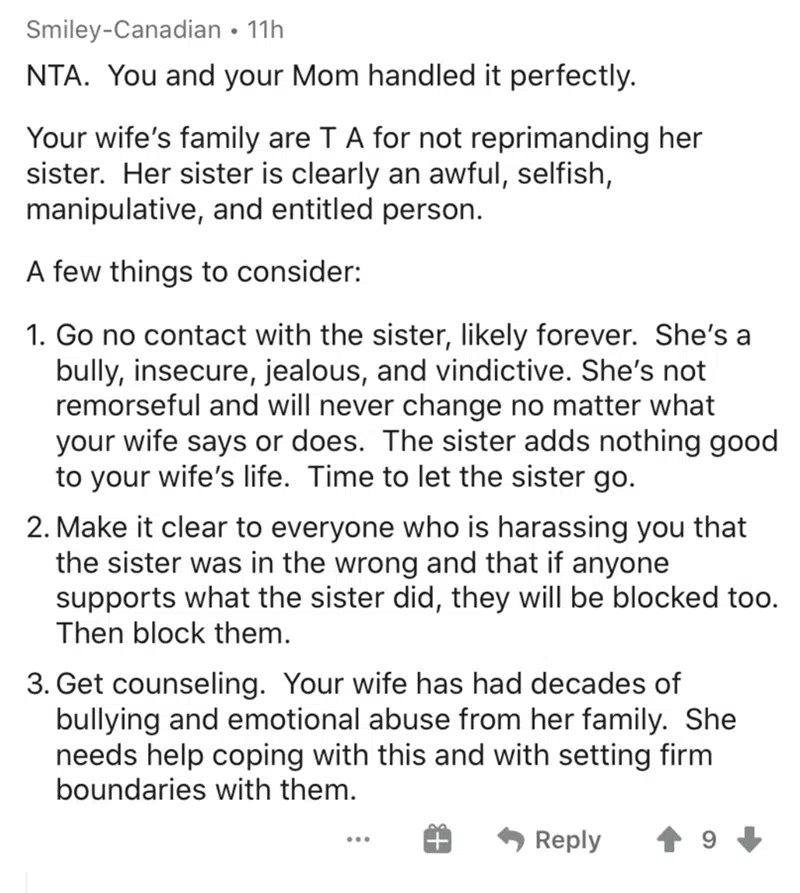 Smiley-Canadian • 11h
NTA.  You and your Mom handled it perfectly.
Your wife’s family are T A for not reprimanding her
sister.  Her sister is clearly an awful, selfish,
manipulative, and entitled person.
A few things to consider:
1. Go no contact with the sister, likely forever.  She’s a
bully, insecure, jealous, and vindictive. She’s not
remorseful and will never change no matter what
your wife says or does.  The sister adds nothing good
to your wife’s life.  Time to let the sister go.
2. Make it clear to everyone who is harassing you that
the sister was in the wrong and that if anyone
supports what the sister did, they will be blocked too.
Then block them.
3. Get counseling.  Your wife has had decades of
bullying and emotional abuse from her family.  She
needs help coping with this and with setting firm
boundaries with them.
... Reply 9